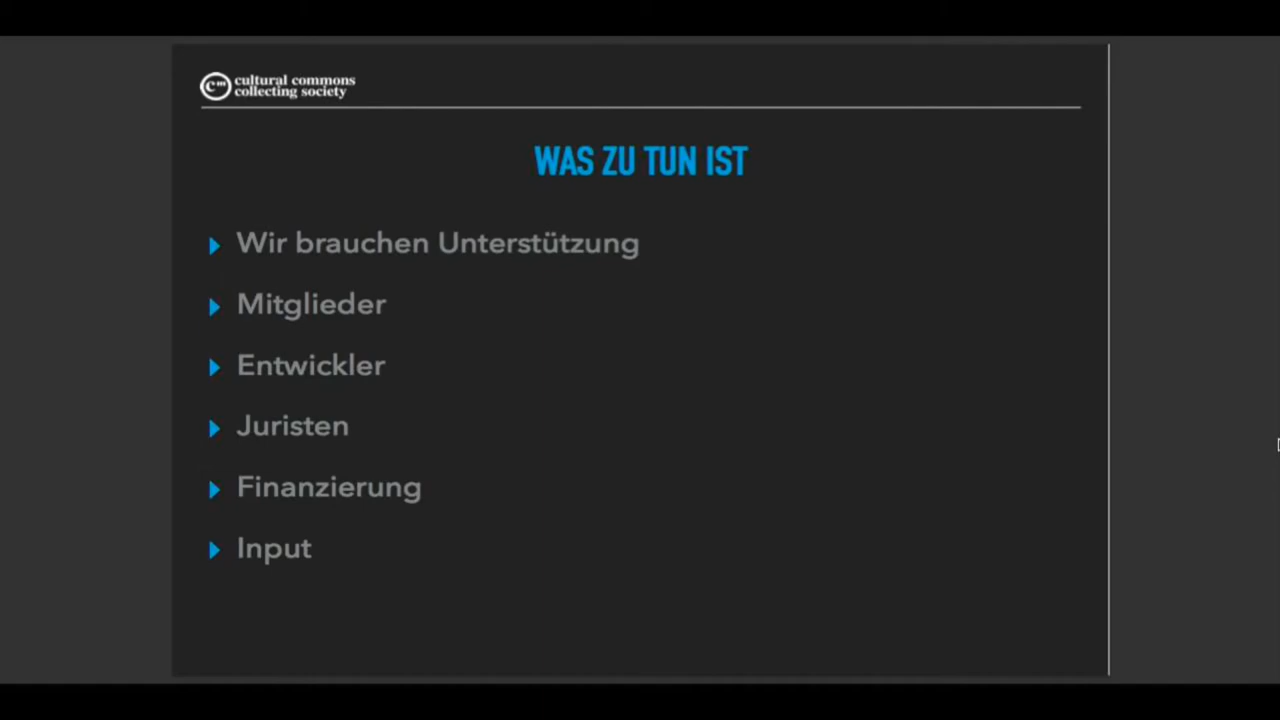 cultural commons
collecting society
WAS ZU TUN IST
Wir brauchen Unterstützung
Mitglieder
Entwickler
Juristen
Finanzierung
Input